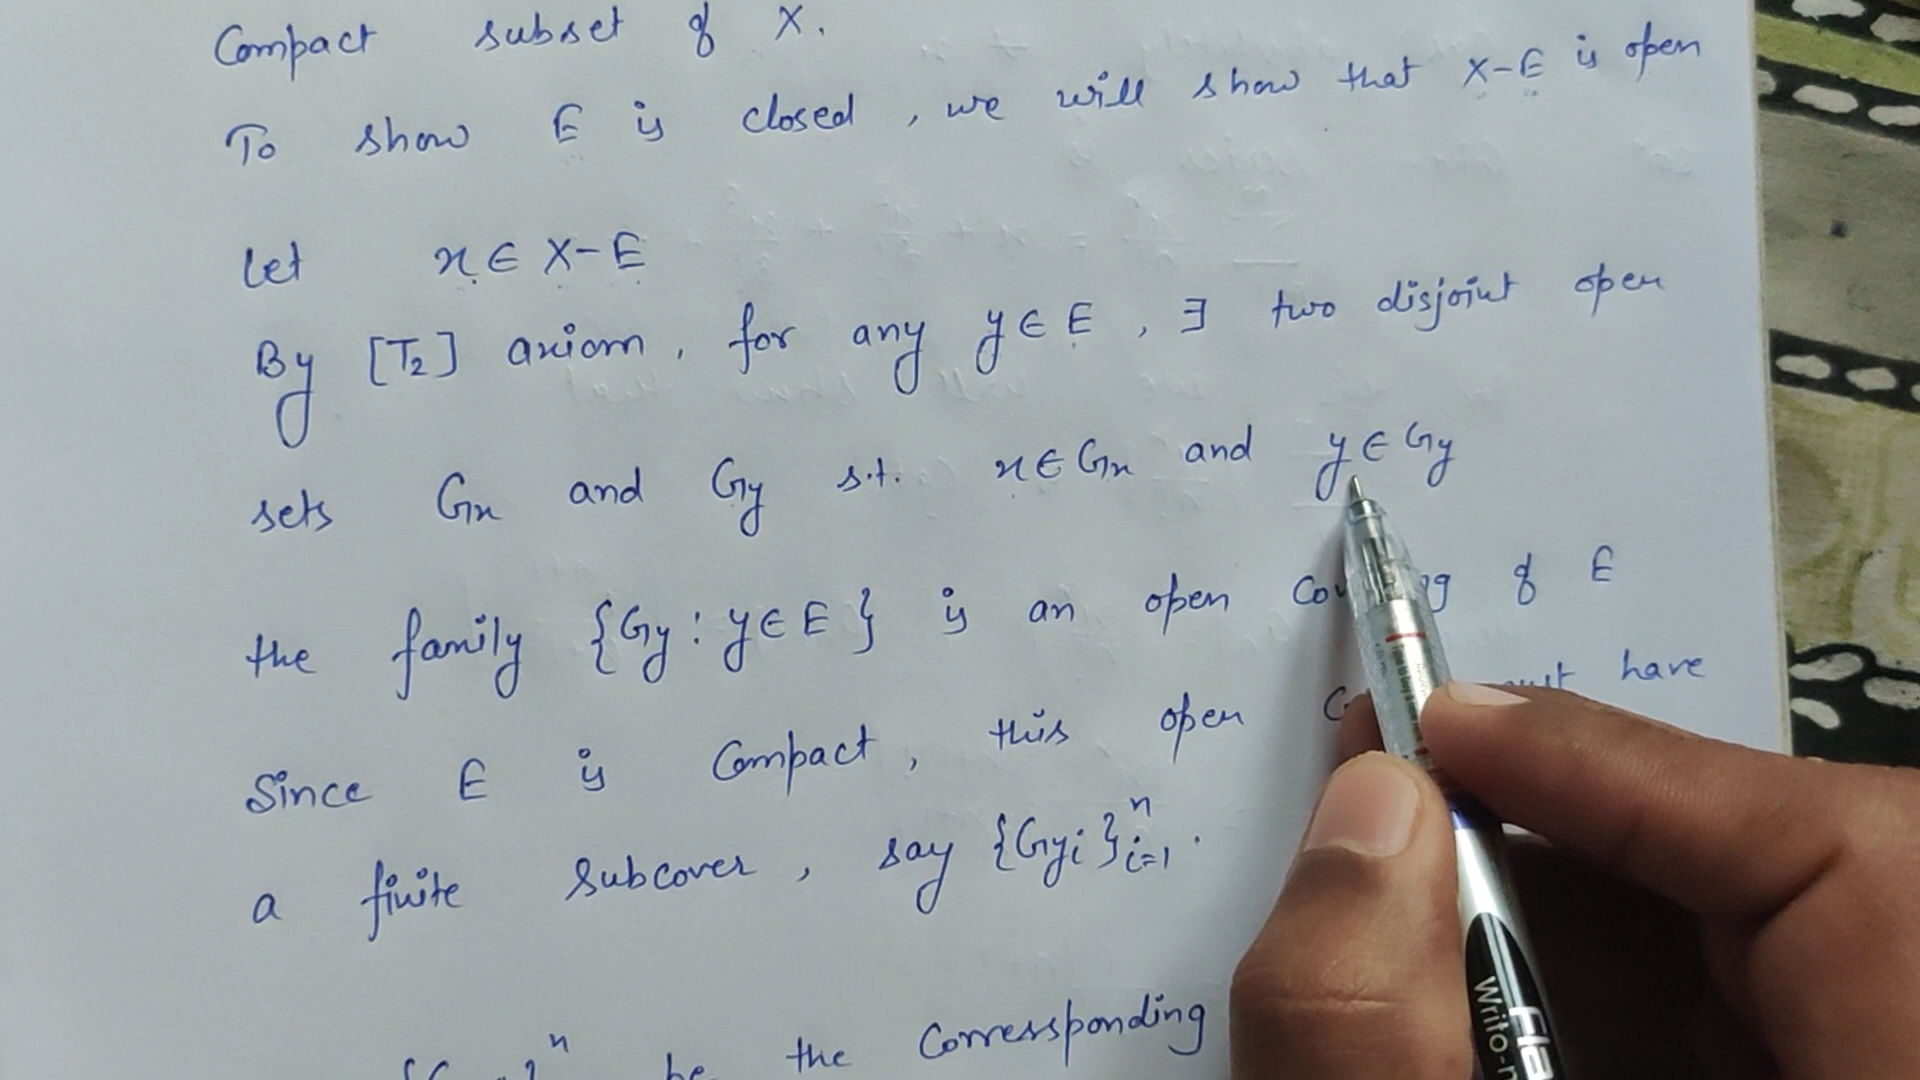 Compact subset of X.
To show E is closed, we will show that X-E is open
Let x ∈ X-E
By [T₂] axiom, for any y ∈ E, ∃ two disjoint open
sets Gx and Gy s.t. x ∈ Gx and y ∈ Gy
the family {Gy : y ∈ E} is an open of E
Since E is Compact, this open must have
a finite subcover, say {Gyi}ⁿᵢ₌₁.
n be the Corresponding